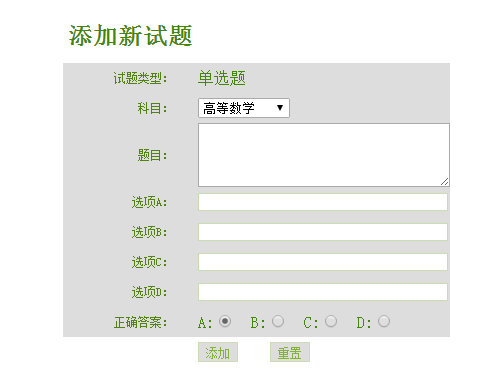 添加新试题
试题类型: 单选题
科目: 高等数学
题目:
选项A:
选项B:
选项C:
选项D:
正确答案: A: B: C: D:
添加 重置